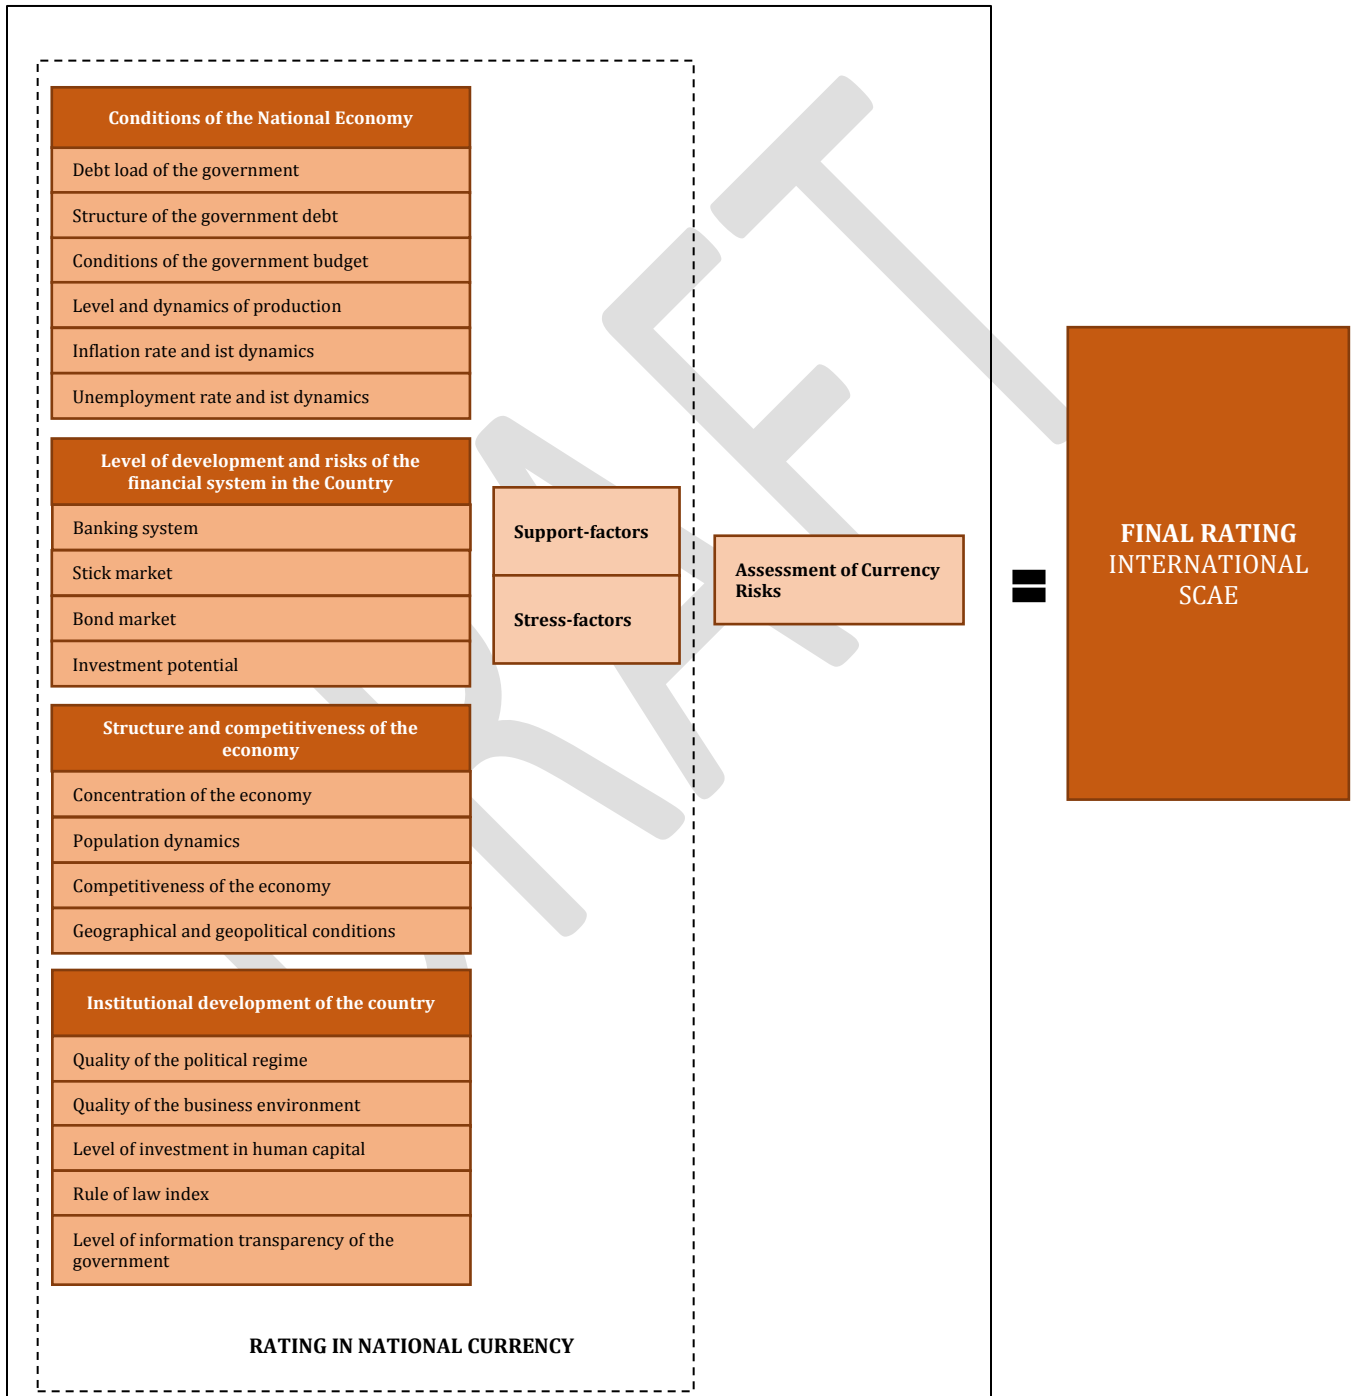 Conditions of the National Economy
Debt load of the government
Structure of the government debt
Conditions of the government budget
Level and dynamics of production
Inflation rate and ist dynamics
Unemployment rate and ist dynamics
Level of development and risks of the
financial system in the Country
Banking system
Stick market
Bond market
Investment potential
Support-factors
Stress-factors
Assessment of Currency
Risks
=
FINAL RATING
INTERNATIONAL
SCAE
Structure and competitiveness of the
economy
Concentration of the economy
Population dynamics
Competitiveness of the economy
Geographical and geopolitical conditions
Institutional development of the country
Quality of the political regime
Quality of the business environment
Level of investment in human capital
Rule of law index
Level of information transparency of the
government
RATING IN NATIONAL CURRENCY
DRAFT